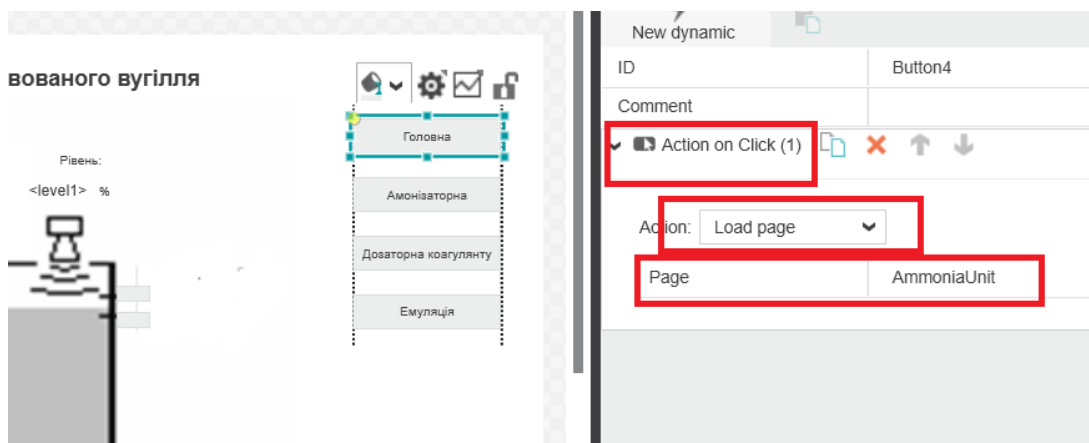 вованого вугілля
Рівень:
<level1> %
Головна
Амонізаторна
Дозаторна коагулянту
Емуляція
New dynamic
ID Button4
Comment
Action on Click (1)
Action: Load page
Page AmmoniaUnit